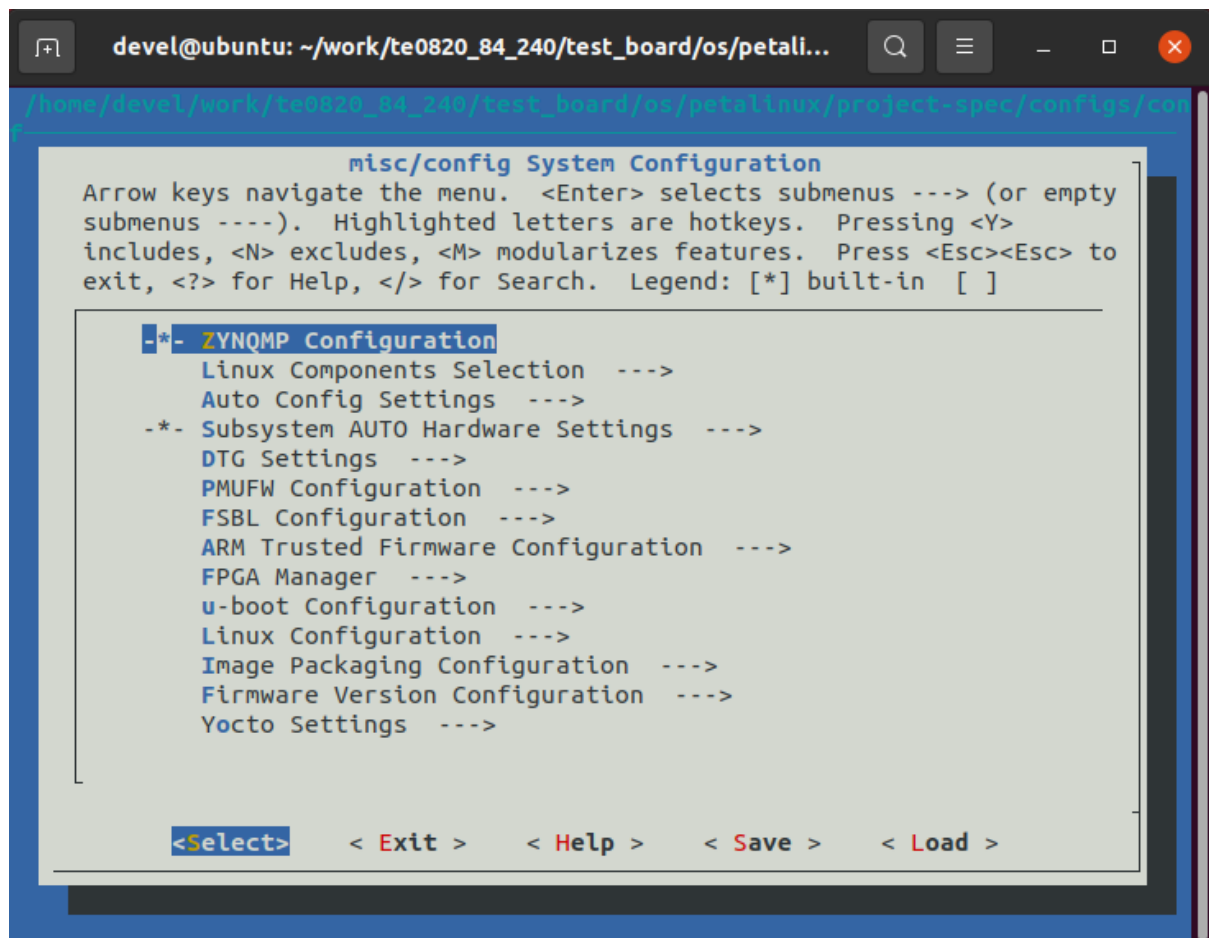 devel@ubuntu: ~/work/te0820_84_240/test_board/os/petali...
/home/devel/work/te0820_84_240/test_board/os/petalinux/project-spec/configs/con
f
misc/config System Configuration
Arrow keys navigate the menu.  <Enter> selects submenus ---> (or empty
submenus ----).  Highlighted letters are hotkeys.  Pressing <Y>
includes, <N> excludes, <M> modularizes features.  Press <Esc><Esc> to
exit, <?> for Help, </> for Search.  Legend: [*] built-in  [ ]
-*- ZYNQMP Configuration
Linux Components Selection  --->
Auto Config Settings  --->
-*- Subsystem AUTO Hardware Settings  --->
DTG Settings  --->
PMUFW Configuration  --->
FSBL Configuration  --->
ARM Trusted Firmware Configuration  --->
FPGA Manager  --->
u-boot Configuration  --->
Linux Configuration  --->
Image Packaging Configuration  --->
Firmware Version Configuration  --->
Yocto Settings  --->
<Select>    < Exit >    < Help >    < Save >    < Load >